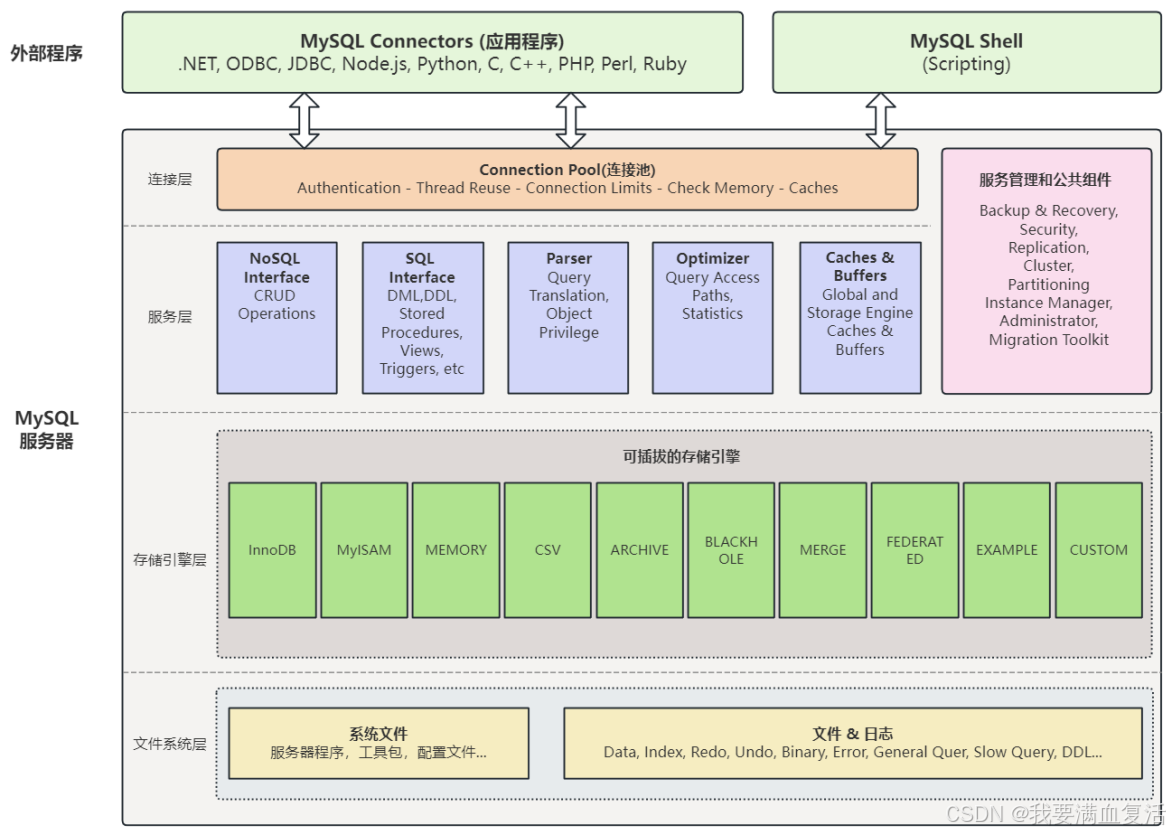 外部程序
MySQL Connectors (应用程序)
.NET, ODBC, JDBC, Node.js, Python, C, C++, PHP, Perl, Ruby
MySQL Shell
(Scripting)
MySQL
服务器
连接层
Connection Pool(连接池)
Authentication - Thread Reuse - Connection Limits - Check Memory - Caches
服务管理和公共组件
Backup & Recovery,
Security,
Replication,
Cluster,
Partitioning
Instance Manager,
Administrator,
Migration Toolkit
服务层
NoSQL
Interface
CRUD
Operations
SQL
Interface
DML,DDL,
Stored
Procedures,
Views,
Triggers, etc
Parser
Query
Translation,
Object
Privilege
Optimizer
Query Access
Paths,
Statistics
Caches &
Buffers
Global and
Storage Engine
Caches &
Buffers
存储引擎层
可插拔的存储引擎
InnoDB
MyISAM
MEMORY
CSV
ARCHIVE
BLACKH
OLE
MERGE
FEDERAT
ED
EXAMPLE
CUSTOM
文件系统层
系统文件
服务器程序，工具包，配置文件...
文件 & 日志
Data, Index, Redo, Undo, Binary, Error, General Quer, Slow Query, DDL...
CSDN @我要满血复活